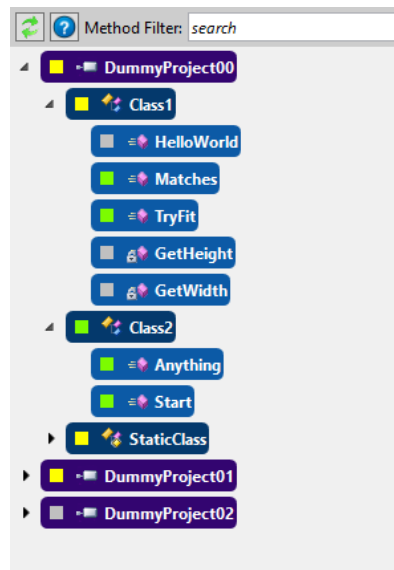 ? Method Filter: search
DummyProject00
Class1
HelloWorld
Matches
TryFit
GetHeight
GetWidth
Class2
Anything
Start
StaticClass
DummyProject01
DummyProject02